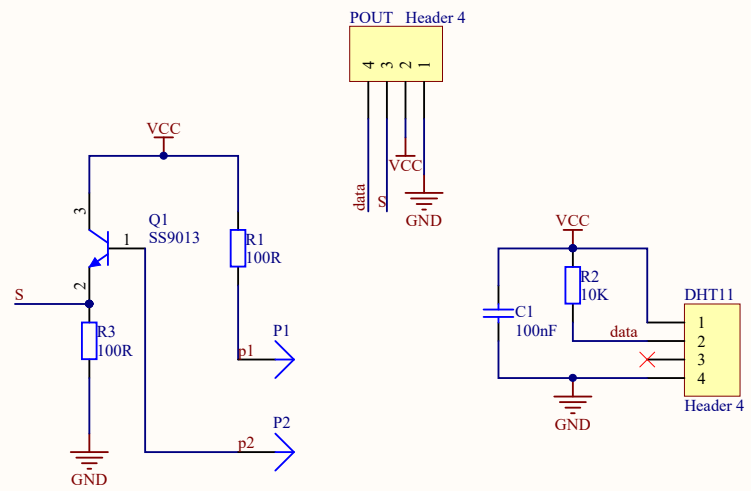 POUT Header 4
4 3 2 1
VCC
data
S
GND
VCC
3
Q1
SS9013
1
2
S
R1
100R
R3
100R
P1
p1
P2
p2
GND
VCC
R2
10K
C1
100nF
data
DHT11
1
2
3
4
Header 4
GND